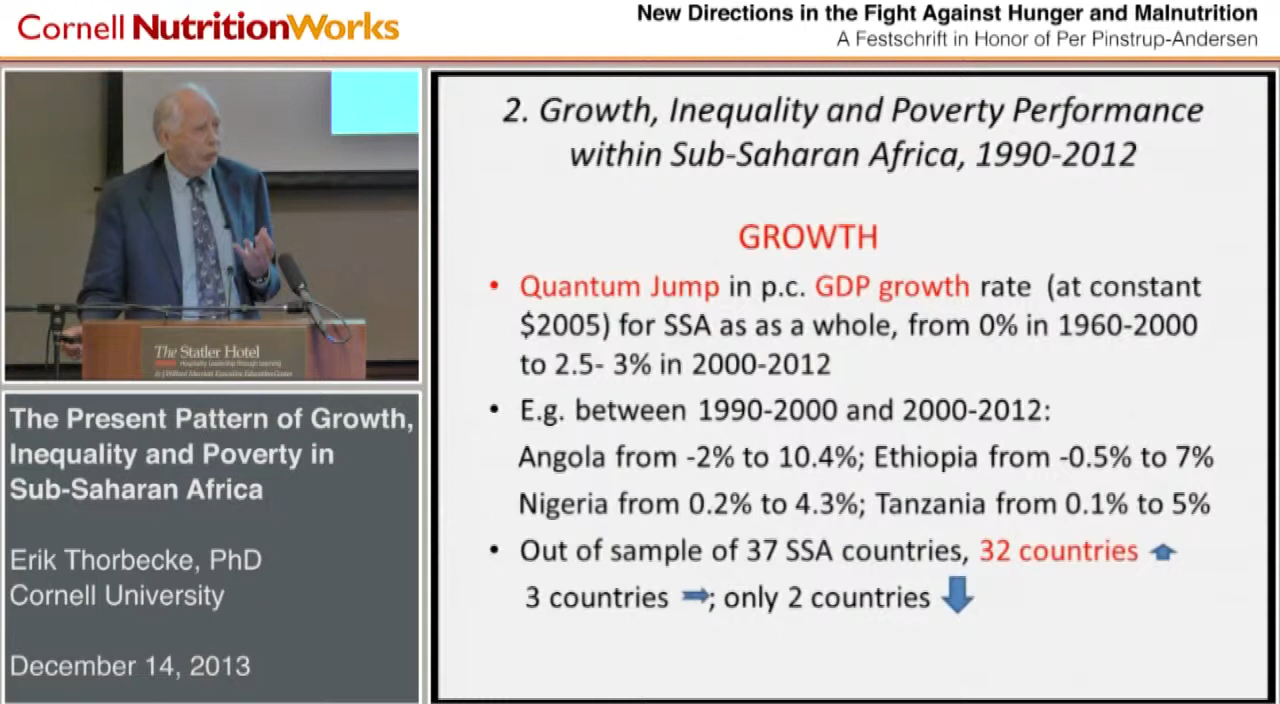 Cornell NutritionWorks
New Directions in the Fight Against Hunger and Malnutrition
A Festschrift in Honor of Per Pinstrup-Andersen
The Statler Hotel
The Present Pattern of Growth,
Inequality and Poverty in
Sub-Saharan Africa
Erik Thorbecke, PhD
Cornell University
December 14, 2013
2. Growth, Inequality and Poverty Performance
within Sub-Saharan Africa, 1990-2012
GROWTH
• Quantum Jump in p.c. GDP growth rate (at constant
$2005) for SSA as as a whole, from 0% in 1960-2000
to 2.5- 3% in 2000-2012
• E.g. between 1990-2000 and 2000-2012:
Angola from -2% to 10.4%; Ethiopia from -0.5% to 7%
Nigeria from 0.2% to 4.3%; Tanzania from 0.1% to 5%
• Out of sample of 37 SSA countries, 32 countries
3 countries ; only 2 countries